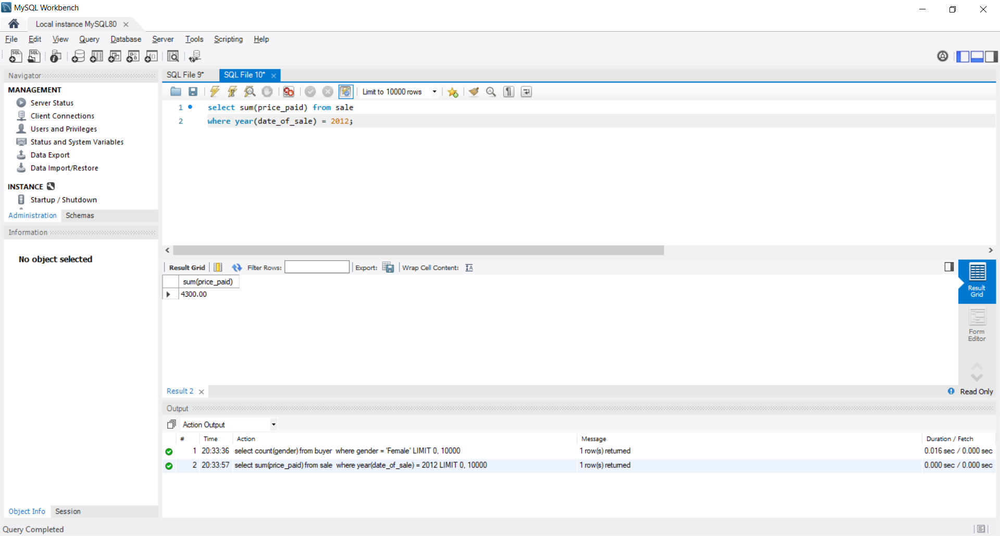 MySQL Workbench
Local instance MySQL80
File Edit View Query Database Server Tools Scripting Help
Navigator
MANAGEMENT
Server Status
Client Connections
Users and Privileges
Status and System Variables
Data Export
Data Import/Restore
INSTANCE
Startup / Shutdown
Administration Schemas
Information
No object selected
Object Info Session
SQL File 9* SQL File 10*
Limit to 10000 rows
1 select sum(price_paid) from sale
2 where year(date_of_sale) = 2012;
Result Grid Filter Rows: Export: Wrap Cell Content:
sum(price_paid)
4300.00
Result
Grid
Form
Editor
Result 2 Read Only
Output
Action Output
# Time Action Message Duration / Fetch
1 20:33:36 select count(gender) from buyer where gender = 'Female' LIMIT 0, 10000 1 row(s) returned 0.016 sec / 0.000 sec
2 20:33:57 select sum(price_paid) from sale where year(date_of_sale) = 2012 LIMIT 0, 10000 1 row(s) returned 0.000 sec / 0.000 sec
Query Completed